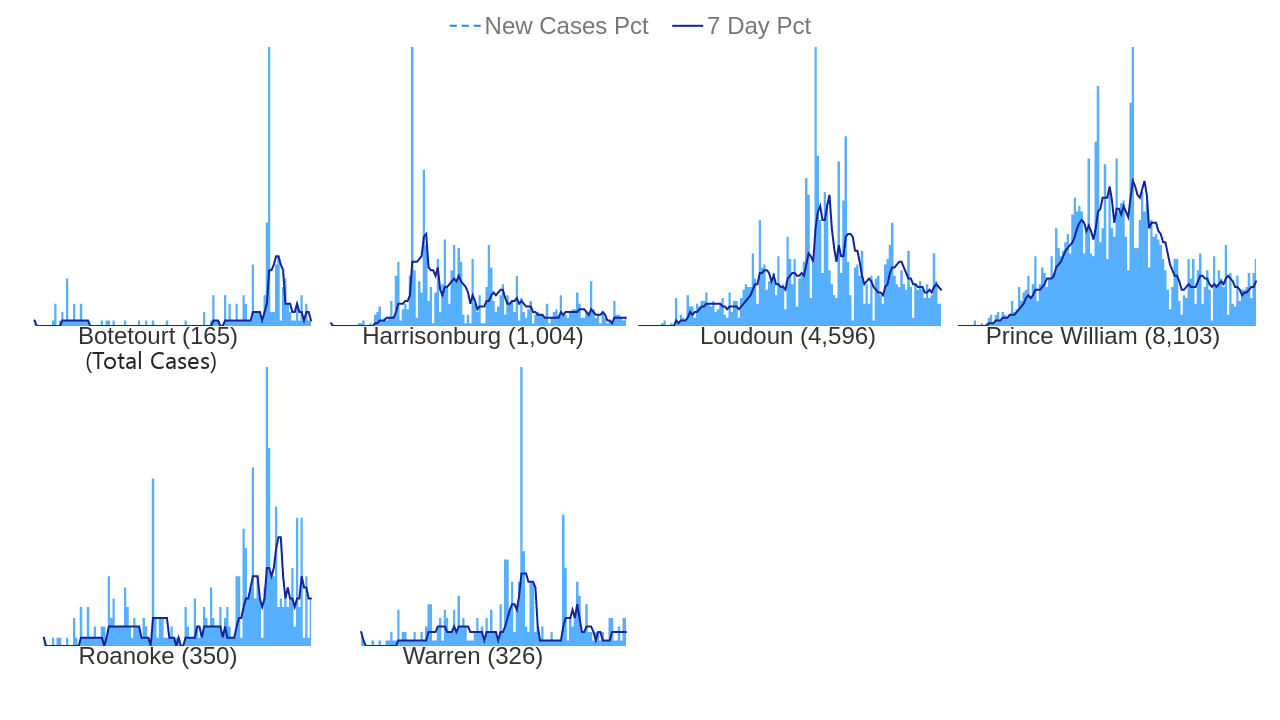 New Cases Pct 7 Day Pct
Botetourt (165) Harrisonburg (1,004) Loudoun (4,596) Prince William (8,103)
(Total Cases)
Roanoke (350) Warren (326)